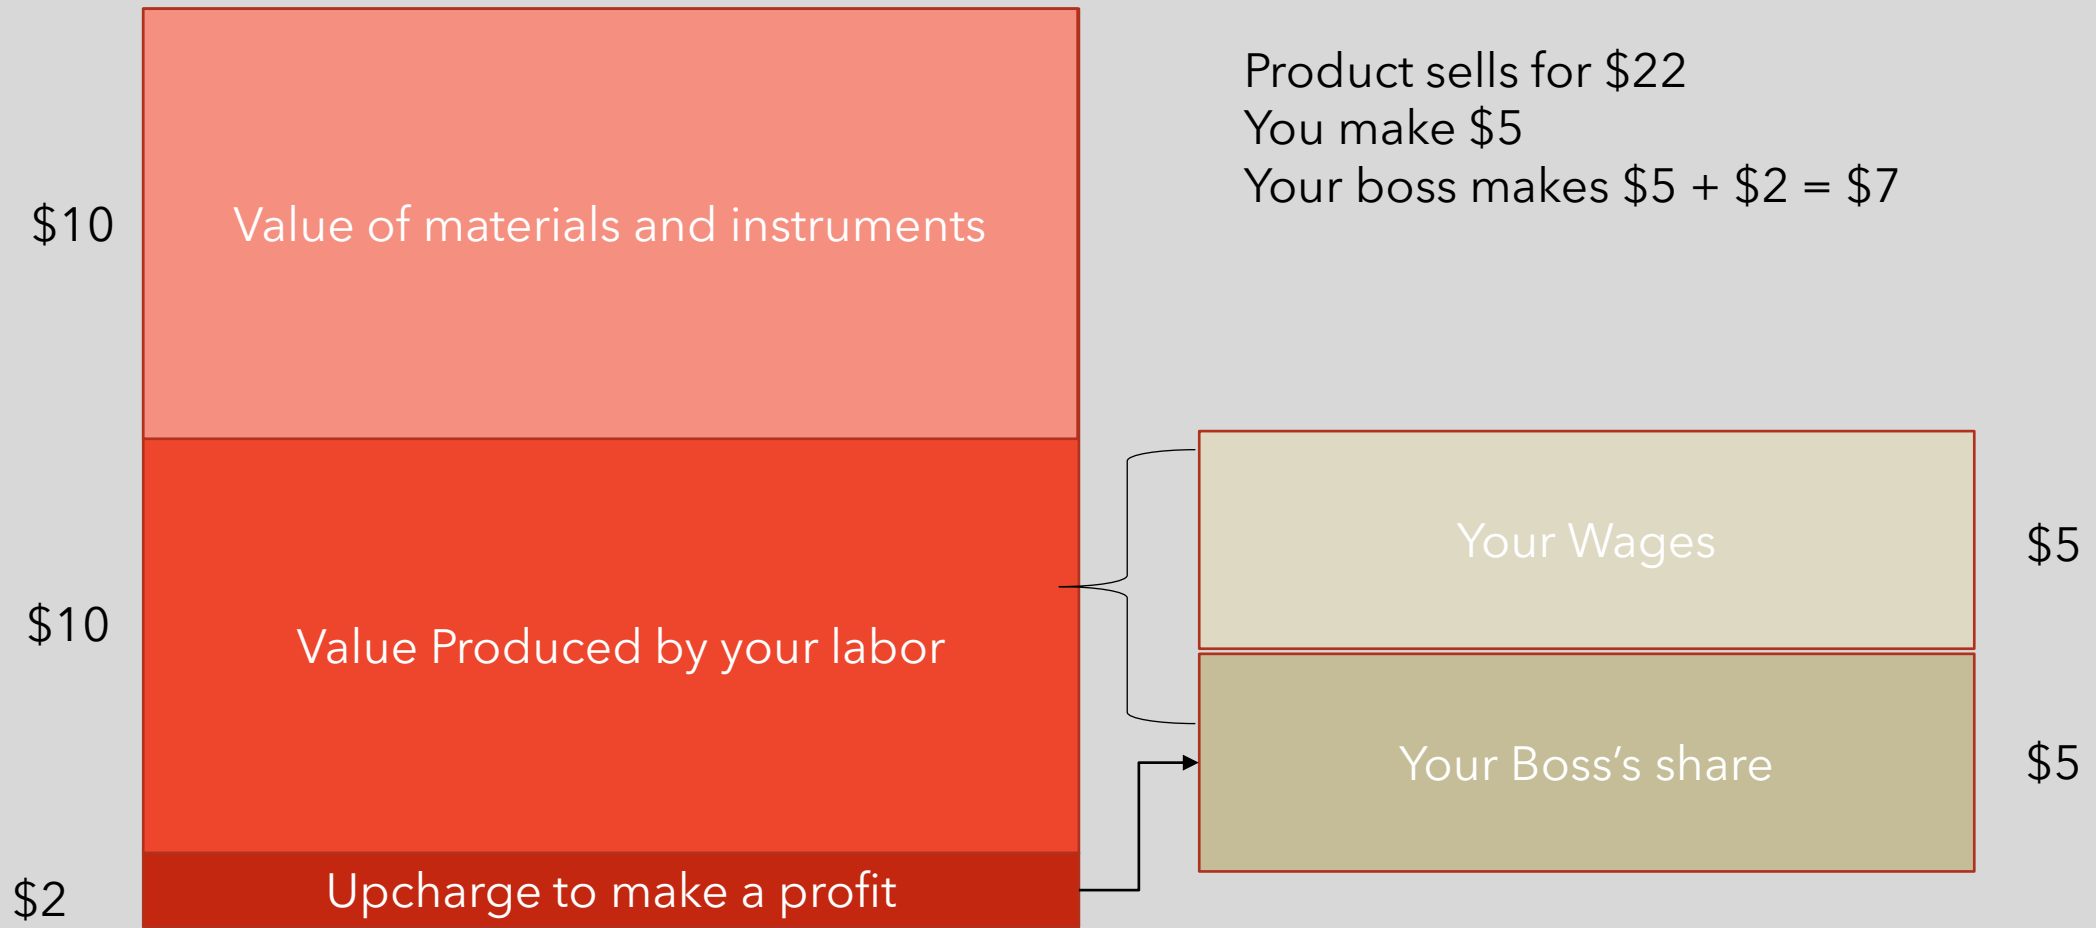 Product sells for $22
You make $5
Your boss makes $5 + $2 = $7
$10
Value of materials and instruments
$10
Value Produced by your labor
Your Wages
$5
Your Boss’s share
$5
$2
Upcharge to make a profit